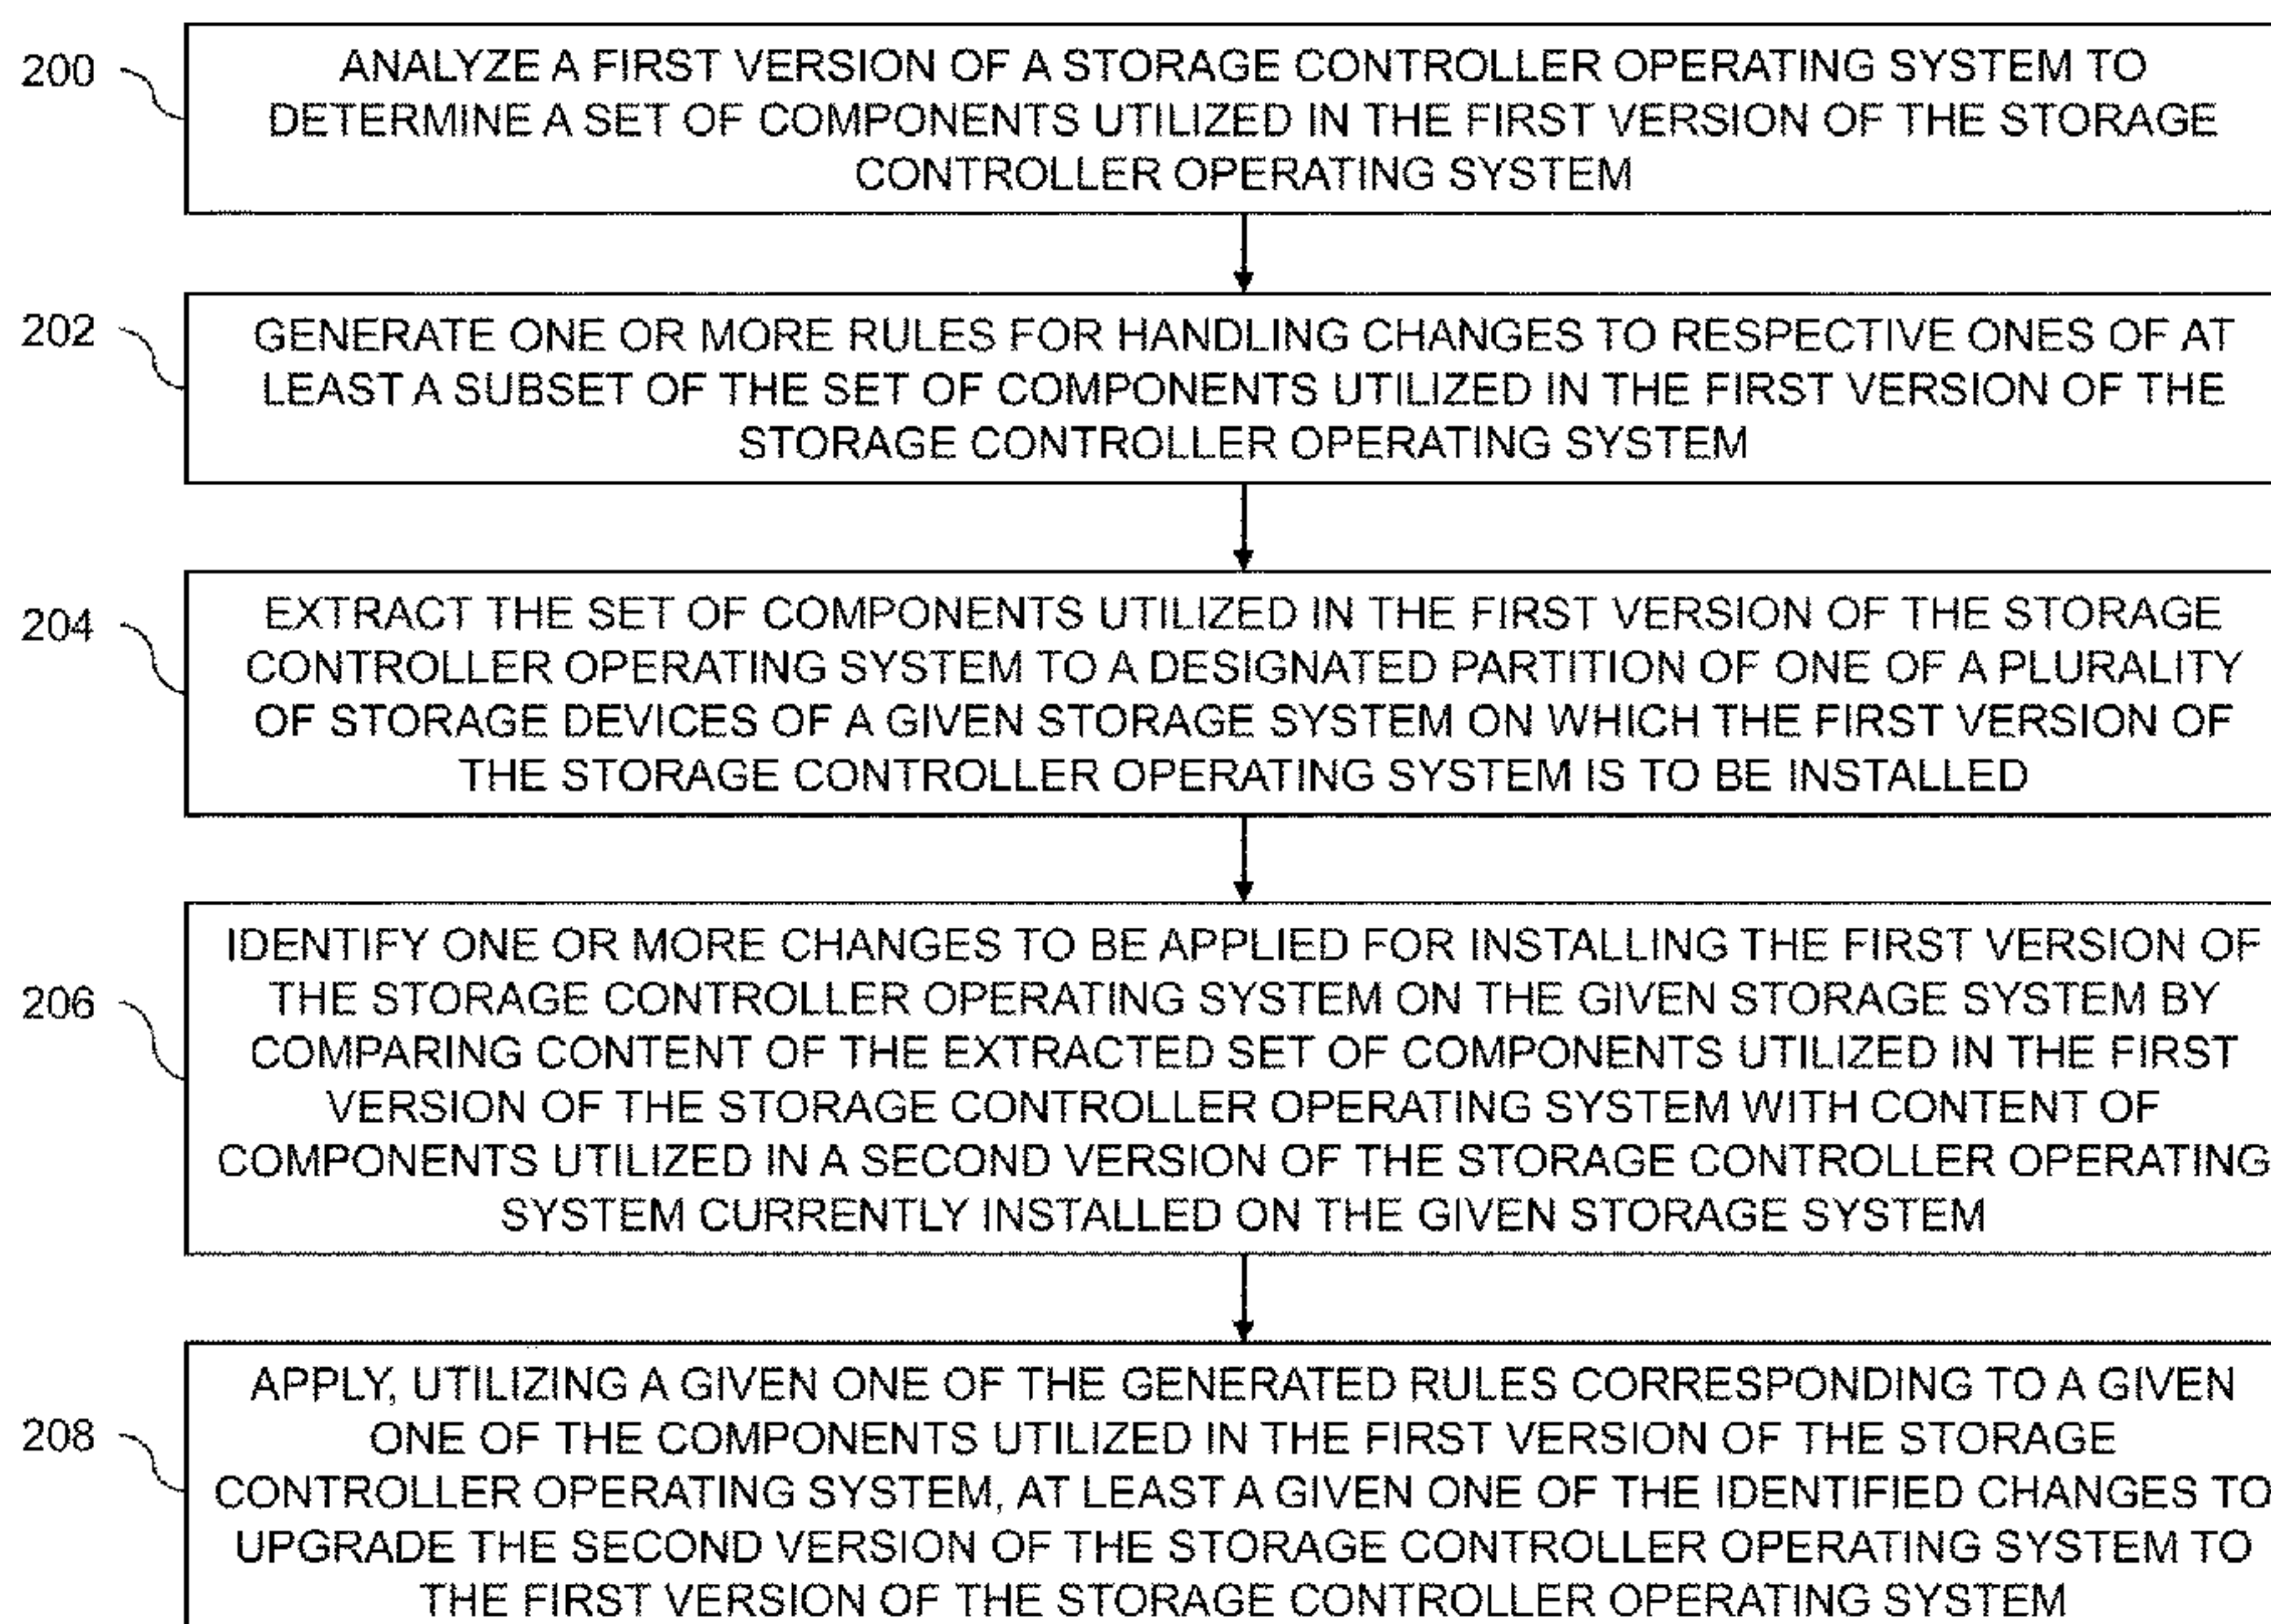 200
ANALYZE A FIRST VERSION OF A STORAGE CONTROLLER OPERATING SYSTEM TO
DETERMINE A SET OF COMPONENTS UTILIZED IN THE FIRST VERSION OF THE STORAGE
CONTROLLER OPERATING SYSTEM
202
GENERATE ONE OR MORE RULES FOR HANDLING CHANGES TO RESPECTIVE ONES OF AT
LEAST A SUBSET OF THE SET OF COMPONENTS UTILIZED IN THE FIRST VERSION OF THE
STORAGE CONTROLLER OPERATING SYSTEM
204
EXTRACT THE SET OF COMPONENTS UTILIZED IN THE FIRST VERSION OF THE STORAGE
CONTROLLER OPERATING SYSTEM TO A DESIGNATED PARTITION OF ONE OF A PLURALITY
OF STORAGE DEVICES OF A GIVEN STORAGE SYSTEM ON WHICH THE FIRST VERSION OF
THE STORAGE CONTROLLER OPERATING SYSTEM IS TO BE INSTALLED
206
IDENTIFY ONE OR MORE CHANGES TO BE APPLIED FOR INSTALLING THE FIRST VERSION OF
THE STORAGE CONTROLLER OPERATING SYSTEM ON THE GIVEN STORAGE SYSTEM BY
COMPARING CONTENT OF THE EXTRACTED SET OF COMPONENTS UTILIZED IN THE FIRST
VERSION OF THE STORAGE CONTROLLER OPERATING SYSTEM WITH CONTENT OF
COMPONENTS UTILIZED IN A SECOND VERSION OF THE STORAGE CONTROLLER OPERATING
SYSTEM CURRENTLY INSTALLED ON THE GIVEN STORAGE SYSTEM
208
APPLY, UTILIZING A GIVEN ONE OF THE GENERATED RULES CORRESPONDING TO A GIVEN
ONE OF THE COMPONENTS UTILIZED IN THE FIRST VERSION OF THE STORAGE
CONTROLLER OPERATING SYSTEM, AT LEAST A GIVEN ONE OF THE IDENTIFIED CHANGES TO
UPGRADE THE SECOND VERSION OF THE STORAGE CONTROLLER OPERATING SYSTEM TO
THE FIRST VERSION OF THE STORAGE CONTROLLER OPERATING SYSTEM